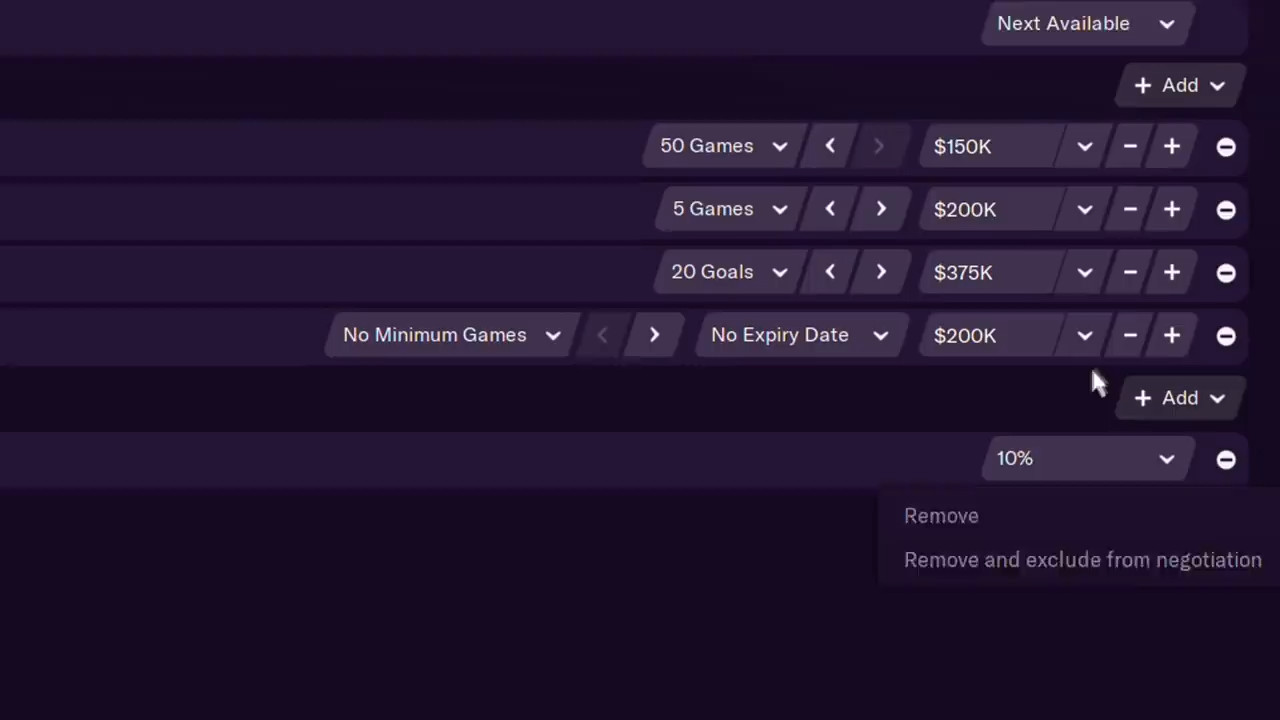 Next Available
+ Add
50 Games $150K
5 Games $200K
20 Goals $375K
No Minimum Games No Expiry Date $200K
+ Add
10%
Remove
Remove and exclude from negotiation